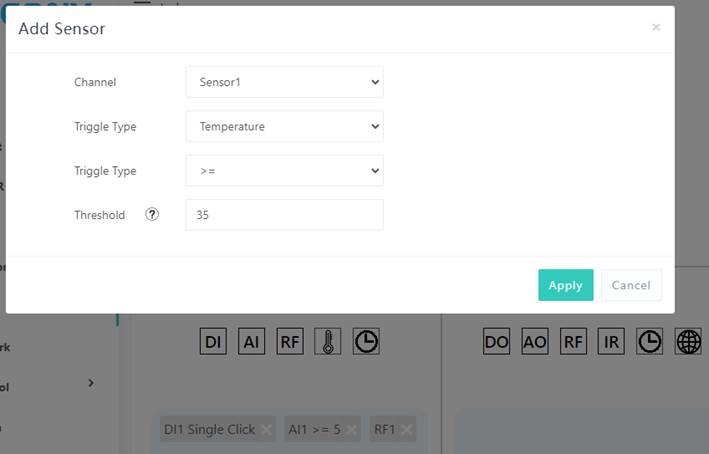 Add Sensor ×
Channel Sensor1
Triggle Type Temperature
Triggle Type >=
Threshold ? 35
Apply Cancel
DI AI RF DO AO RF IR
DI1 Single Click × AI1 >= 5 × RF1 ×